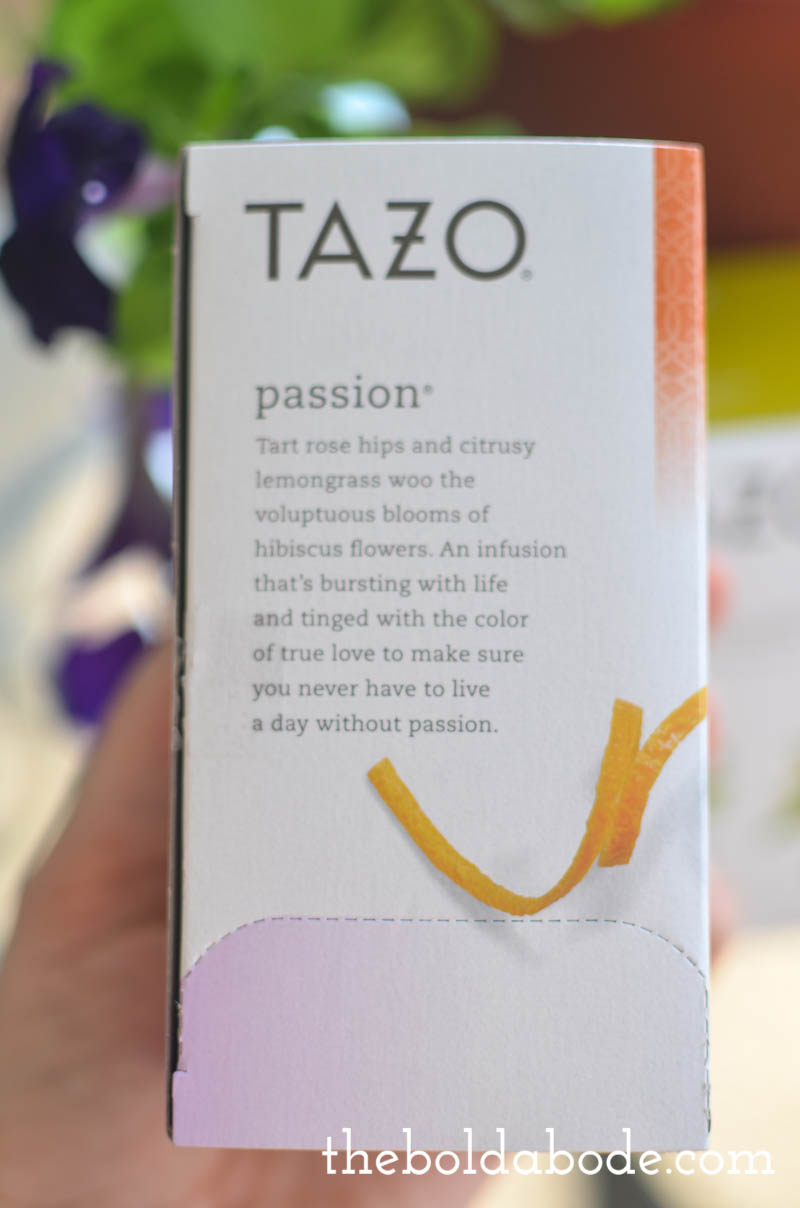 TAZO®
passion®
Tart rose hips and citrusy
lemongrass woo the
voluptuous blooms of
hibiscus flowers. An infusion
that's bursting with life
and tinged with the color
of true love to make sure
you never have to live
a day without passion.
theboldabode.com